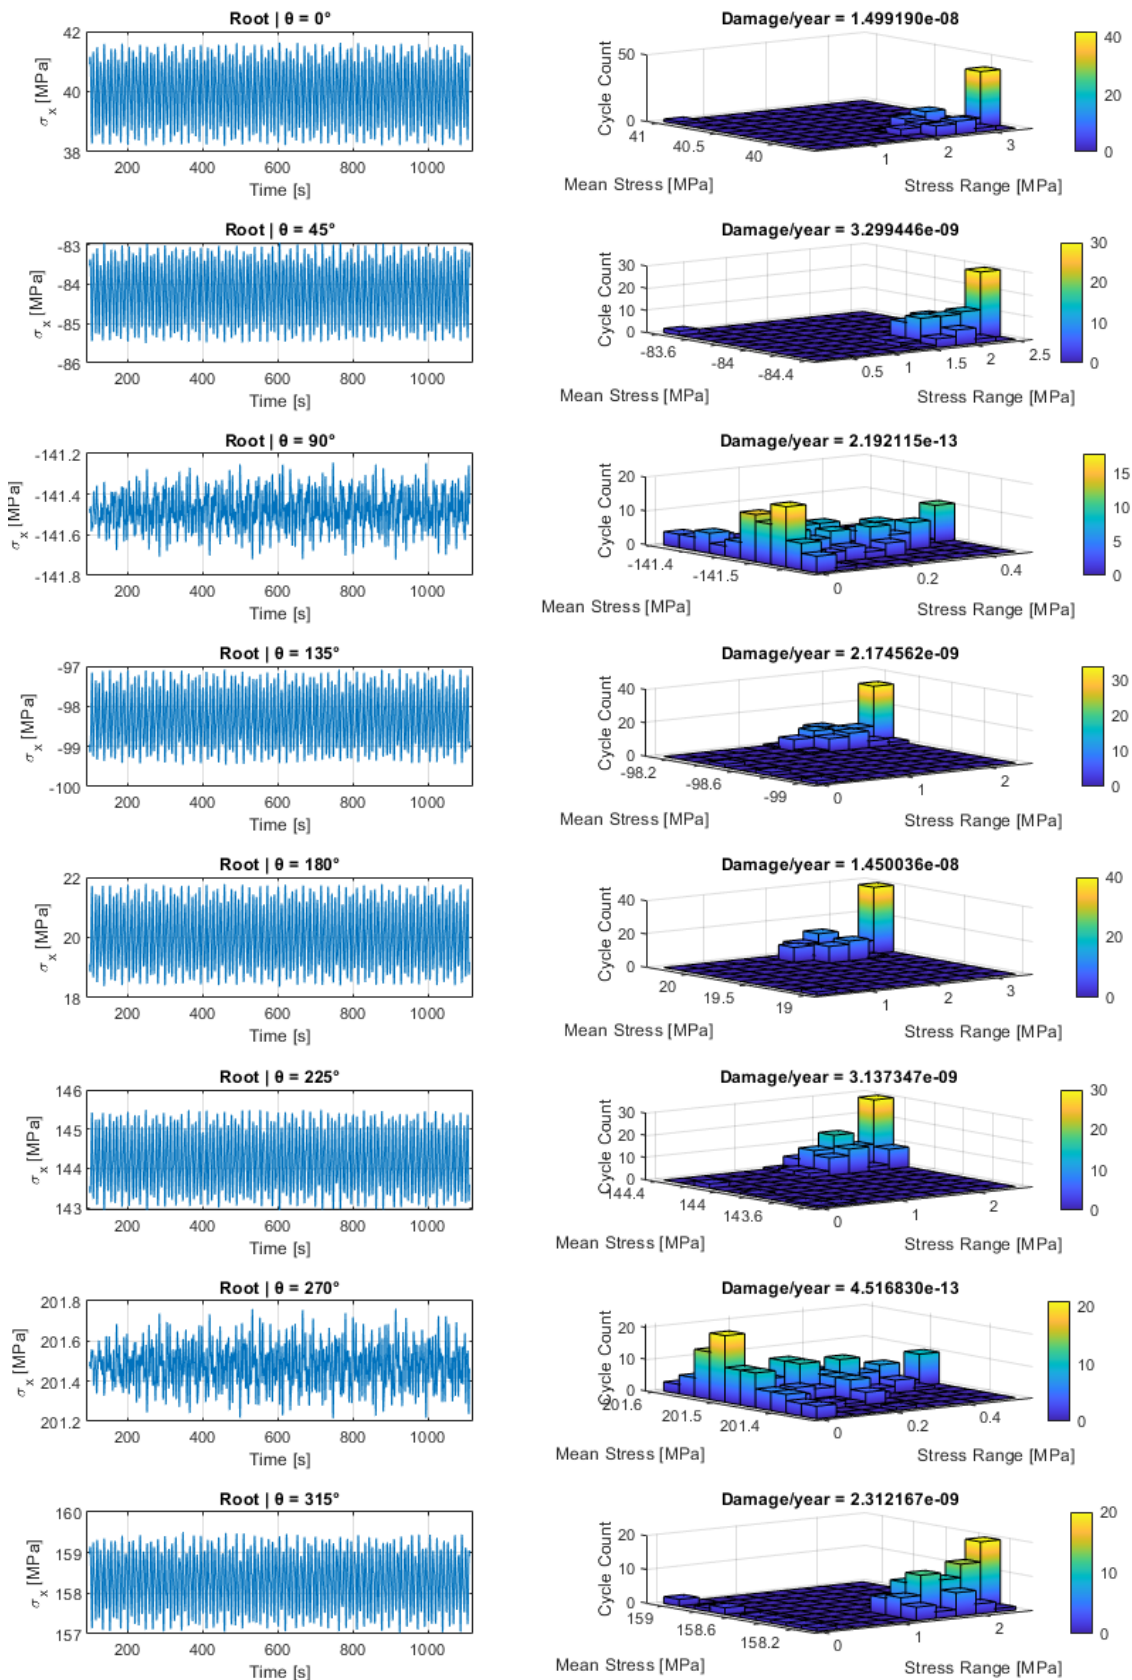 Root | θ = 0°
σ x [MPa]
42
40
38
200 400 600 800 1000
Time [s]
Damage/year = 1.499190e-08
Cycle Count
50
0
41 40.5 40
1 2 3
Mean Stress [MPa]
Stress Range [MPa]
40
20
0
Root | θ = 45°
σ x [MPa]
-83
-84
-85
-86
200 400 600 800 1000
Time [s]
Damage/year = 3.299446e-09
Cycle Count
30
20
10
0
-83.6 -84 -84.4
0.5 1 1.5 2 2.5
Mean Stress [MPa]
Stress Range [MPa]
30
20
10
0
Root | θ = 90°
σ x [MPa]
-141.2
-141.4
-141.6
-141.8
200 400 600 800 1000
Time [s]
Damage/year = 2.192115e-13
Cycle Count
20
10
0
-141.4 -141.5
0 0.2 0.4
Mean Stress [MPa]
Stress Range [MPa]
15
10
5
0
Root | θ = 135°
σ x [MPa]
-97
-98
-99
-100
200 400 600 800 1000
Time [s]
Damage/year = 2.174562e-09
Cycle Count
40
20
0
-98.2 -98.6 -99
0 1 2
Mean Stress [MPa]
Stress Range [MPa]
30
20
10
0
Root | θ = 180°
σ x [MPa]
22
20
18
200 400 600 800 1000
Time [s]
Damage/year = 1.450036e-08
Cycle Count
40
20
0
20 19.5 19
1 2 3
Mean Stress [MPa]
Stress Range [MPa]
40
30
20
10
0
Root | θ = 225°
σ x [MPa]
146
145
144
143
200 400 600 800 1000
Time [s]
Damage/year = 3.137347e-09
Cycle Count
30
20
10
0
144.4 144 143.6
0 1 2
Mean Stress [MPa]
Stress Range [MPa]
30
20
10
0
Root | θ = 270°
σ x [MPa]
201.8
201.6
201.4
201.2
200 400 600 800 1000
Time [s]
Damage/year = 4.516830e-13
Cycle Count
20
10
0
201.6 201.5 201.4
0 0.2 0.4
Mean Stress [MPa]
Stress Range [MPa]
20
10
0
Root | θ = 315°
σ x [MPa]
160
159
158
157
200 400 600 800 1000
Time [s]
Damage/year = 2.312167e-09
Cycle Count
20
10
0
159 158.6 158.2
0 1 2
Mean Stress [MPa]
Stress Range [MPa]
20
15
10
5
0